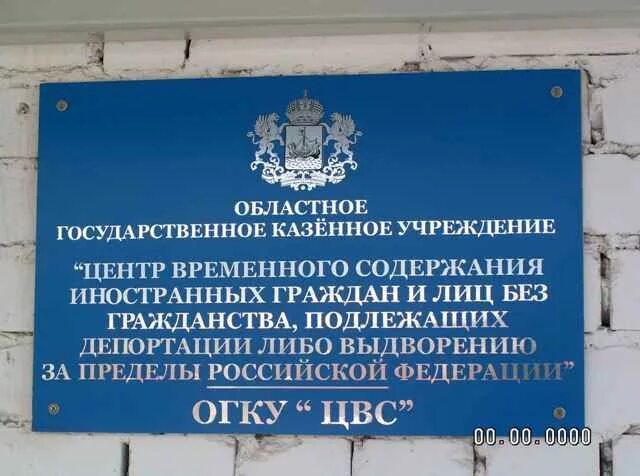 ОБЛАСТНОЕ
ГОСУДАРСТВЕННОЕ КАЗЁННОЕ УЧРЕЖДЕНИЕ
"ЦЕНТР ВРЕМЕННОГО СОДЕРЖАНИЯ
ИНОСТРАННЫХ ГРАЖДАН И ЛИЦ БЕЗ
ГРАЖДАНСТВА, ПОДЛЕЖАЩИХ
ДЕПОРТАЦИИ ЛИБО ВЫДВОРЕНИЮ
ЗА ПРЕДЕЛЫ РОССИЙСКОЙ ФЕДЕРАЦИИ"
ОГКУ " ЦВС"
00.00.0000